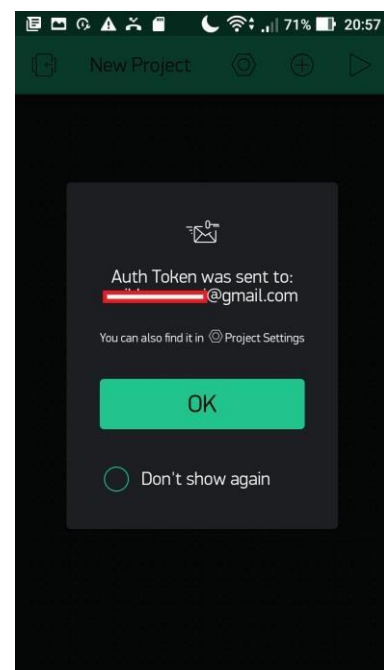 71% 20:57
New Project
Auth Token was sent to:
@gmail.com
You can also find it in Project Settings
OK
Don't show again